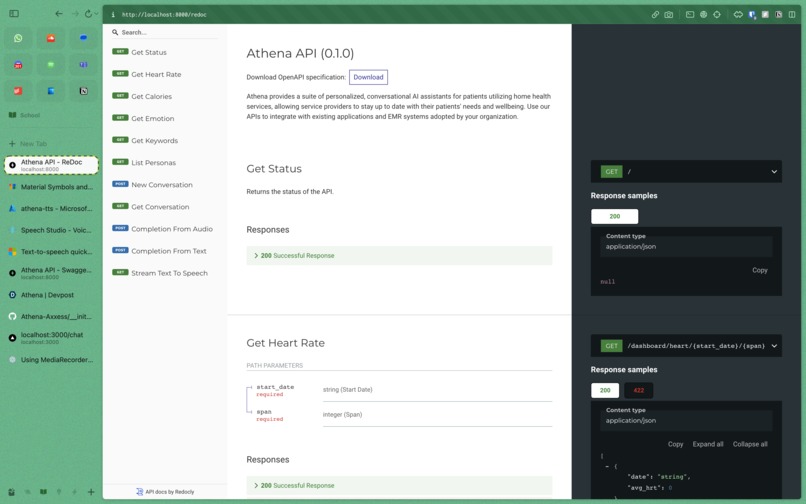 http://localhost:8000/redoc
School
New Tab
Athena API - ReDoc
localhost:8000
Material Symbols and...
athena-tts - Microsof...
Speech Studio - Voic...
Text-to-speech quick...
Athena API - Swagge...
localhost:8000
Athena | Devpost
Athena-Axxess/__init...
localhost:3000/chat
localhost:3000
Using MediaRecorder...
Search...
GET Get Status
GET Get Heart Rate
GET Get Calories
GET Get Emotion
GET Get Keywords
GET List Personas
POST New Conversation
GET Get Conversation
POST Completion From Audio
POST Completion From Text
GET Stream Text To Speech
API docs by Redocly
Athena API (0.1.0)
Download OpenAPI specification: Download
Athena provides a suite of personalized, conversational AI assistants for patients utilizing home health
services, allowing service providers to stay up to date with their patients' needs and wellbeing. Use our
APIs to integrate with existing applications and EMR systems adopted by your organization.
Get Status
Returns the status of the API.
Responses
200 Successful Response
GET /
Response samples
200
Content type
application/json
Copy
null
Get Heart Rate
PATH PARAMETERS
start_date
required
string (Start Date)
span
required
integer (Span)
Responses
200 Successful Response
GET /dashboard/heart/{start_date}/{span}
Response samples
200 422
Content type
application/json
Copy Expand all Collapse all
[
- {
"date": "string",
"avg_hrt": 0